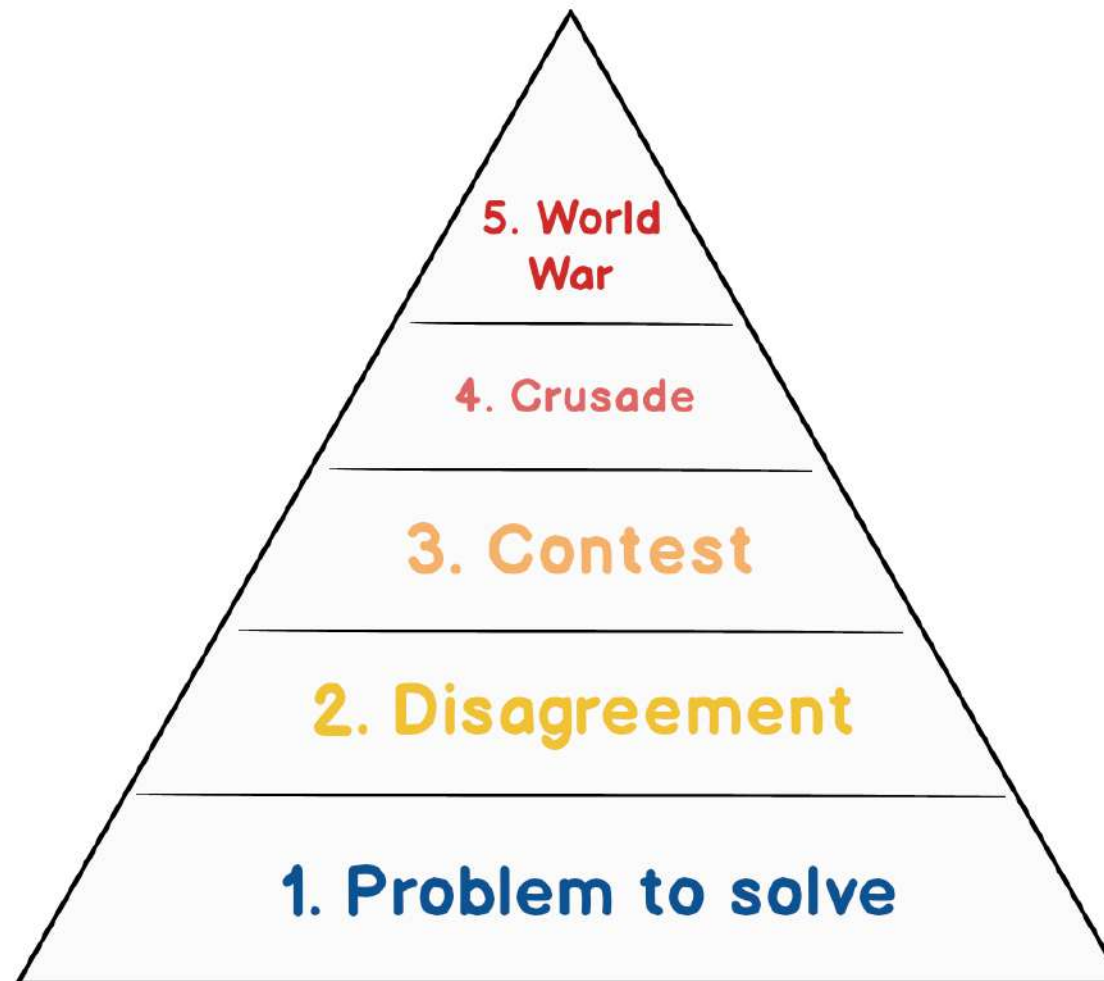 5. World
War
4. Crusade
3. Contest
2. Disagreement
1. Problem to solve